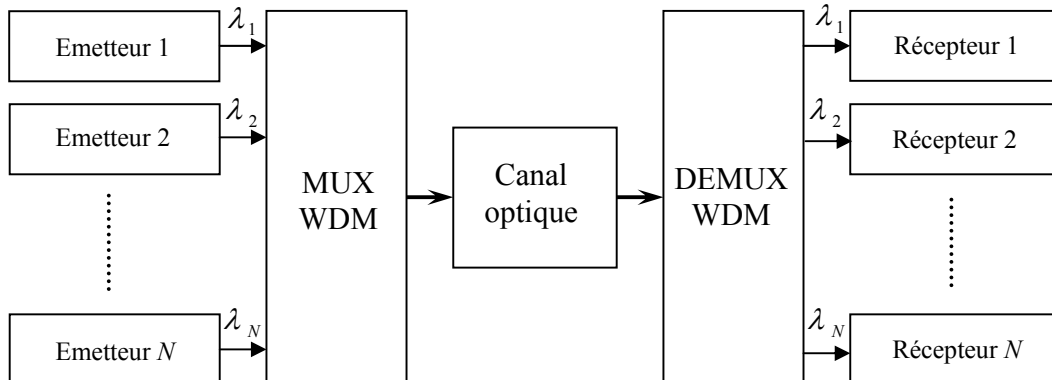 Emetteur 1
λ1
Emetteur 2
λ2
Emetteur N
λN
MUX
WDM
Canal
optique
DEMUX
WDM
λ1
Récepteur 1
λ2
Récepteur 2
λN
Récepteur N